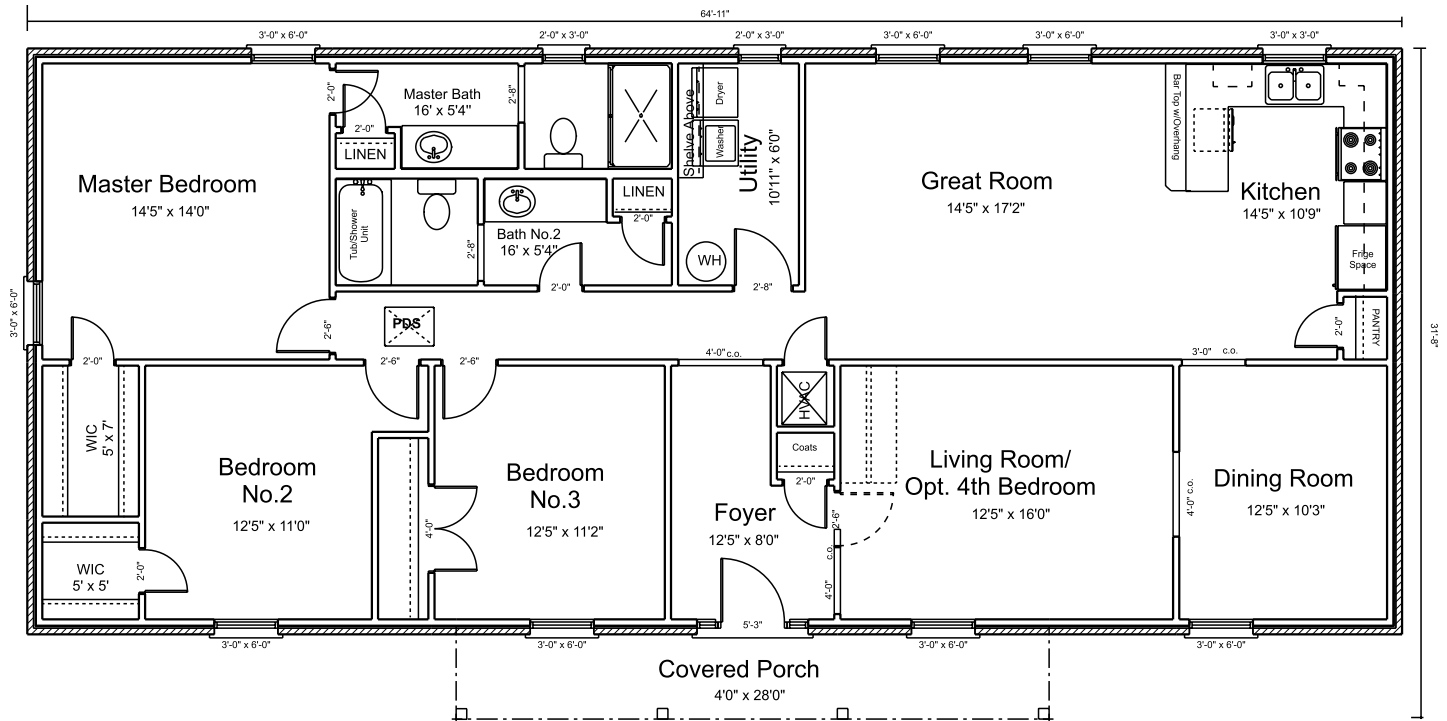 64'-11"
3'-0" x 6'-0"
2'-0" x 3'-0"
2'-0" x 3'-0"
3'-0" x 6'-0"
3'-0" x 6'-0"
3'-0" x 3'-0"
Master Bedroom
14'5" x 14'0"
2'-0"
2'-0"
LINEN
Master Bath
16' x 5'4"
2'-8"
Shelve Above
Dryer
Washer
Utility
10'11" x 6'0"
WH
2'-8"
Great Room
14'5" x 17'2"
Bar Top w/Overhang
Kitchen
14'5" x 10'9"
Frige
Space
PANTRY
2'-0"
Tub/Shower
Unit
2'-8"
Bath No.2
16' x 5'4"
LINEN
2'-0"
2'-0"
3'-0" x 6'-0"
31'-8"
2'-6"
PDS
2'-0"
2'-6"
2'-6"
4'-0" c.o.
3'-0" c.o.
WIC
5' x 7'
HVAC
Coats
2'-0"
Bedroom
No.2
12'5" x 11'0"
Bedroom
No.3
12'5" x 11'2"
4'-0"
Foyer
12'5" x 8'0"
Living Room/
Opt. 4th Bedroom
12'5" x 16'0"
2'-6"
4'-0" c.o.
4'-0" c.o.
Dining Room
12'5" x 10'3"
WIC
5' x 5'
2'-0"
5'-3"
3'-0" x 6'-0"
3'-0" x 6'-0"
3'-0" x 6'-0"
3'-0" x 6'-0"
Covered Porch
4'0" x 28'0"